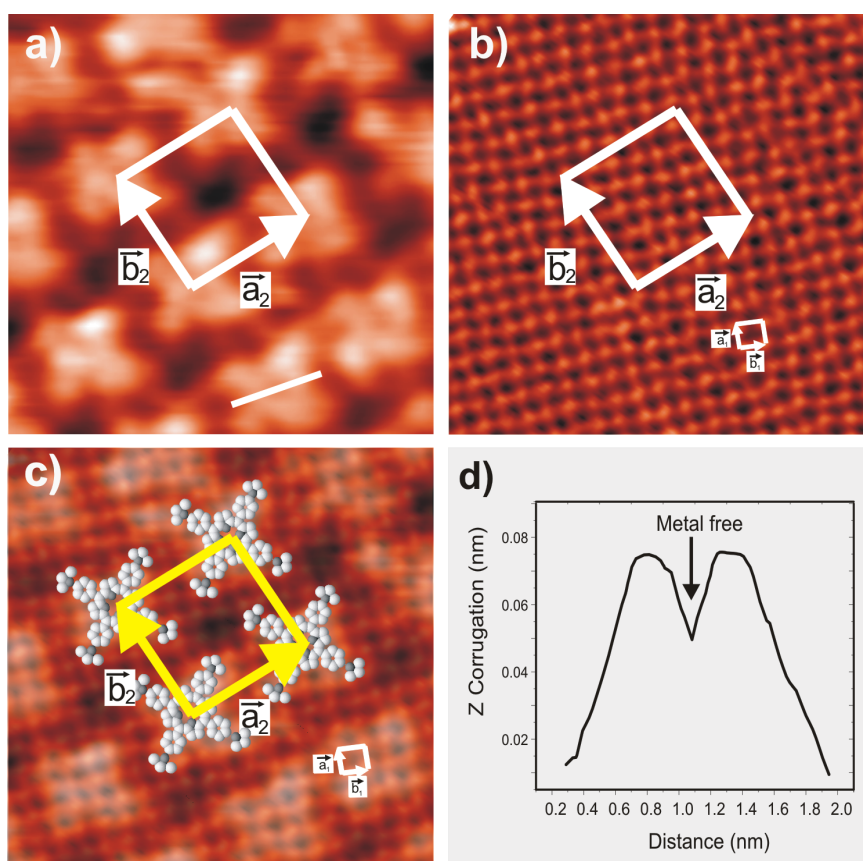 a)
b₂
a₂
b)
b₂
a₂
a₁
b₁
c)
b₂
a₂
a₁
b₁
d)
Metal free
Z Corrugation (nm)
0.08
0.06
0.04
0.02
0.2 0.4 0.6 0.8 1.0 1.2 1.4 1.6 1.8 2.0
Distance (nm)